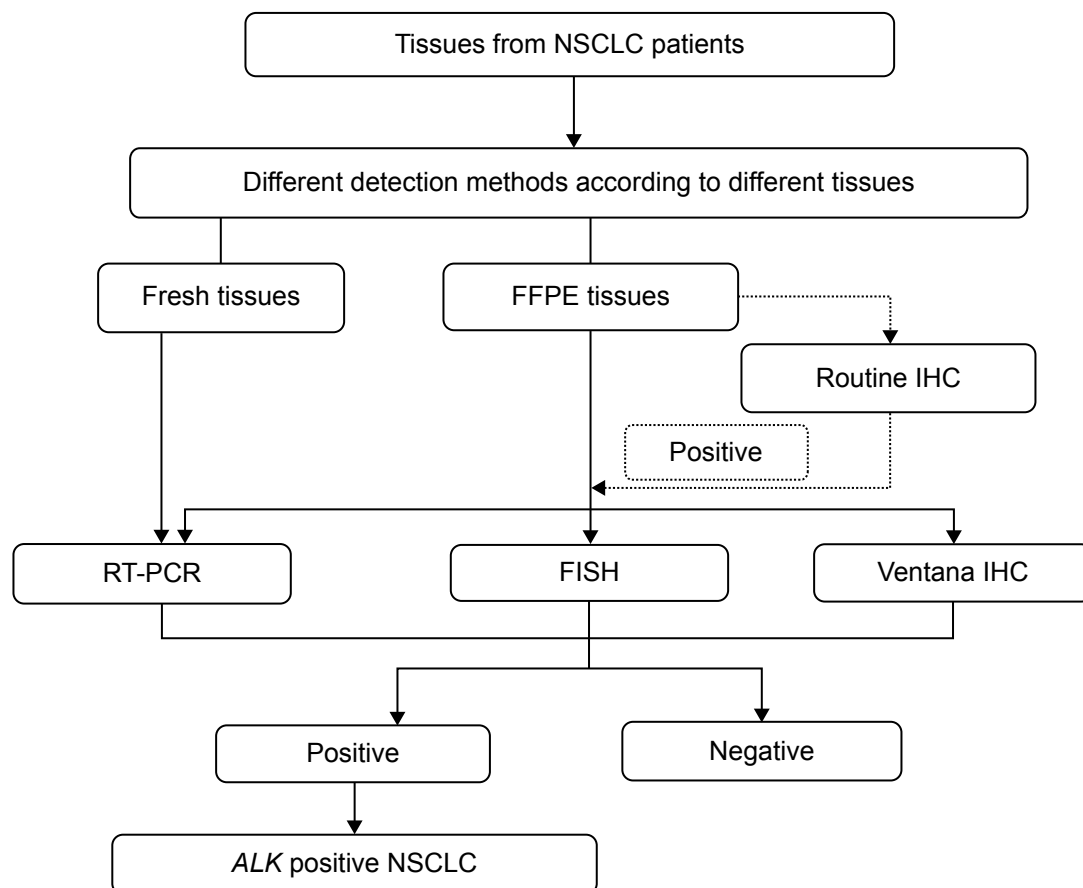 Tissues from NSCLC patients
Different detection methods according to different tissues
Fresh tissues
FFPE tissues
Routine IHC
Positive
RT-PCR
FISH
Ventana IHC
Positive
Negative
ALK positive NSCLC